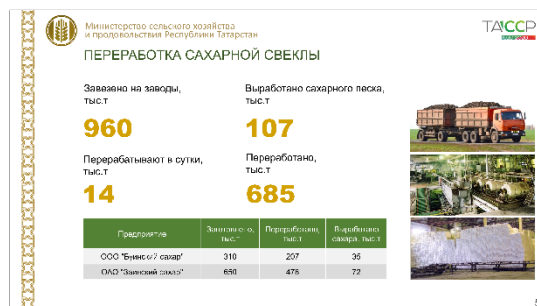 Министерство сельского хозяйства
и продовольствия Республики Татарстан
ТАССР
ПЕРЕРАБОТКА САХАРНОЙ СВЕКЛЫ
Завезено на заводы,
тыс.т
960
Выработано сахарного песка,
тыс.т
107
Перерабатывают в сутки,
тыс.т
14
Переработано,
тыс.т
685
Предприятие Заготовлено, тыс.т Переработано, тыс.т Выработано сахара, тыс.т
ООО "Буинский сахар" 310 207 35
ОАО "Заинский сахар" 650 478 72